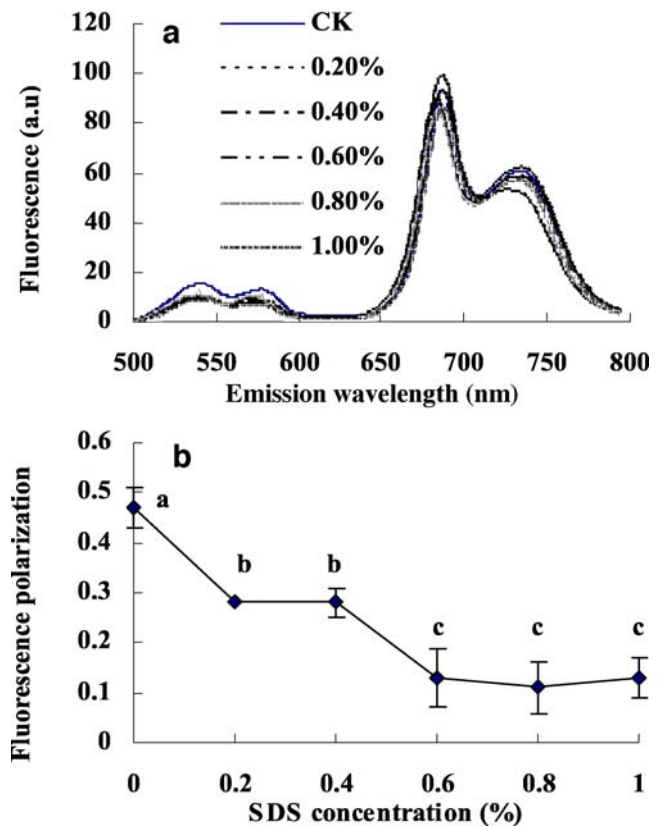 a
CK
0.20%
0.40%
0.60%
0.80%
1.00%
Fluorescence (a.u)
120
100
80
60
40
20
0
500 550 600 650 700 750 800
Emission wavelength (nm)
b
Fluorescence polarization
0.6
0.5
0.4
0.3
0.2
0.1
0
a
b b
c c c
0 0.2 0.4 0.6 0.8 1
SDS concentration (%)